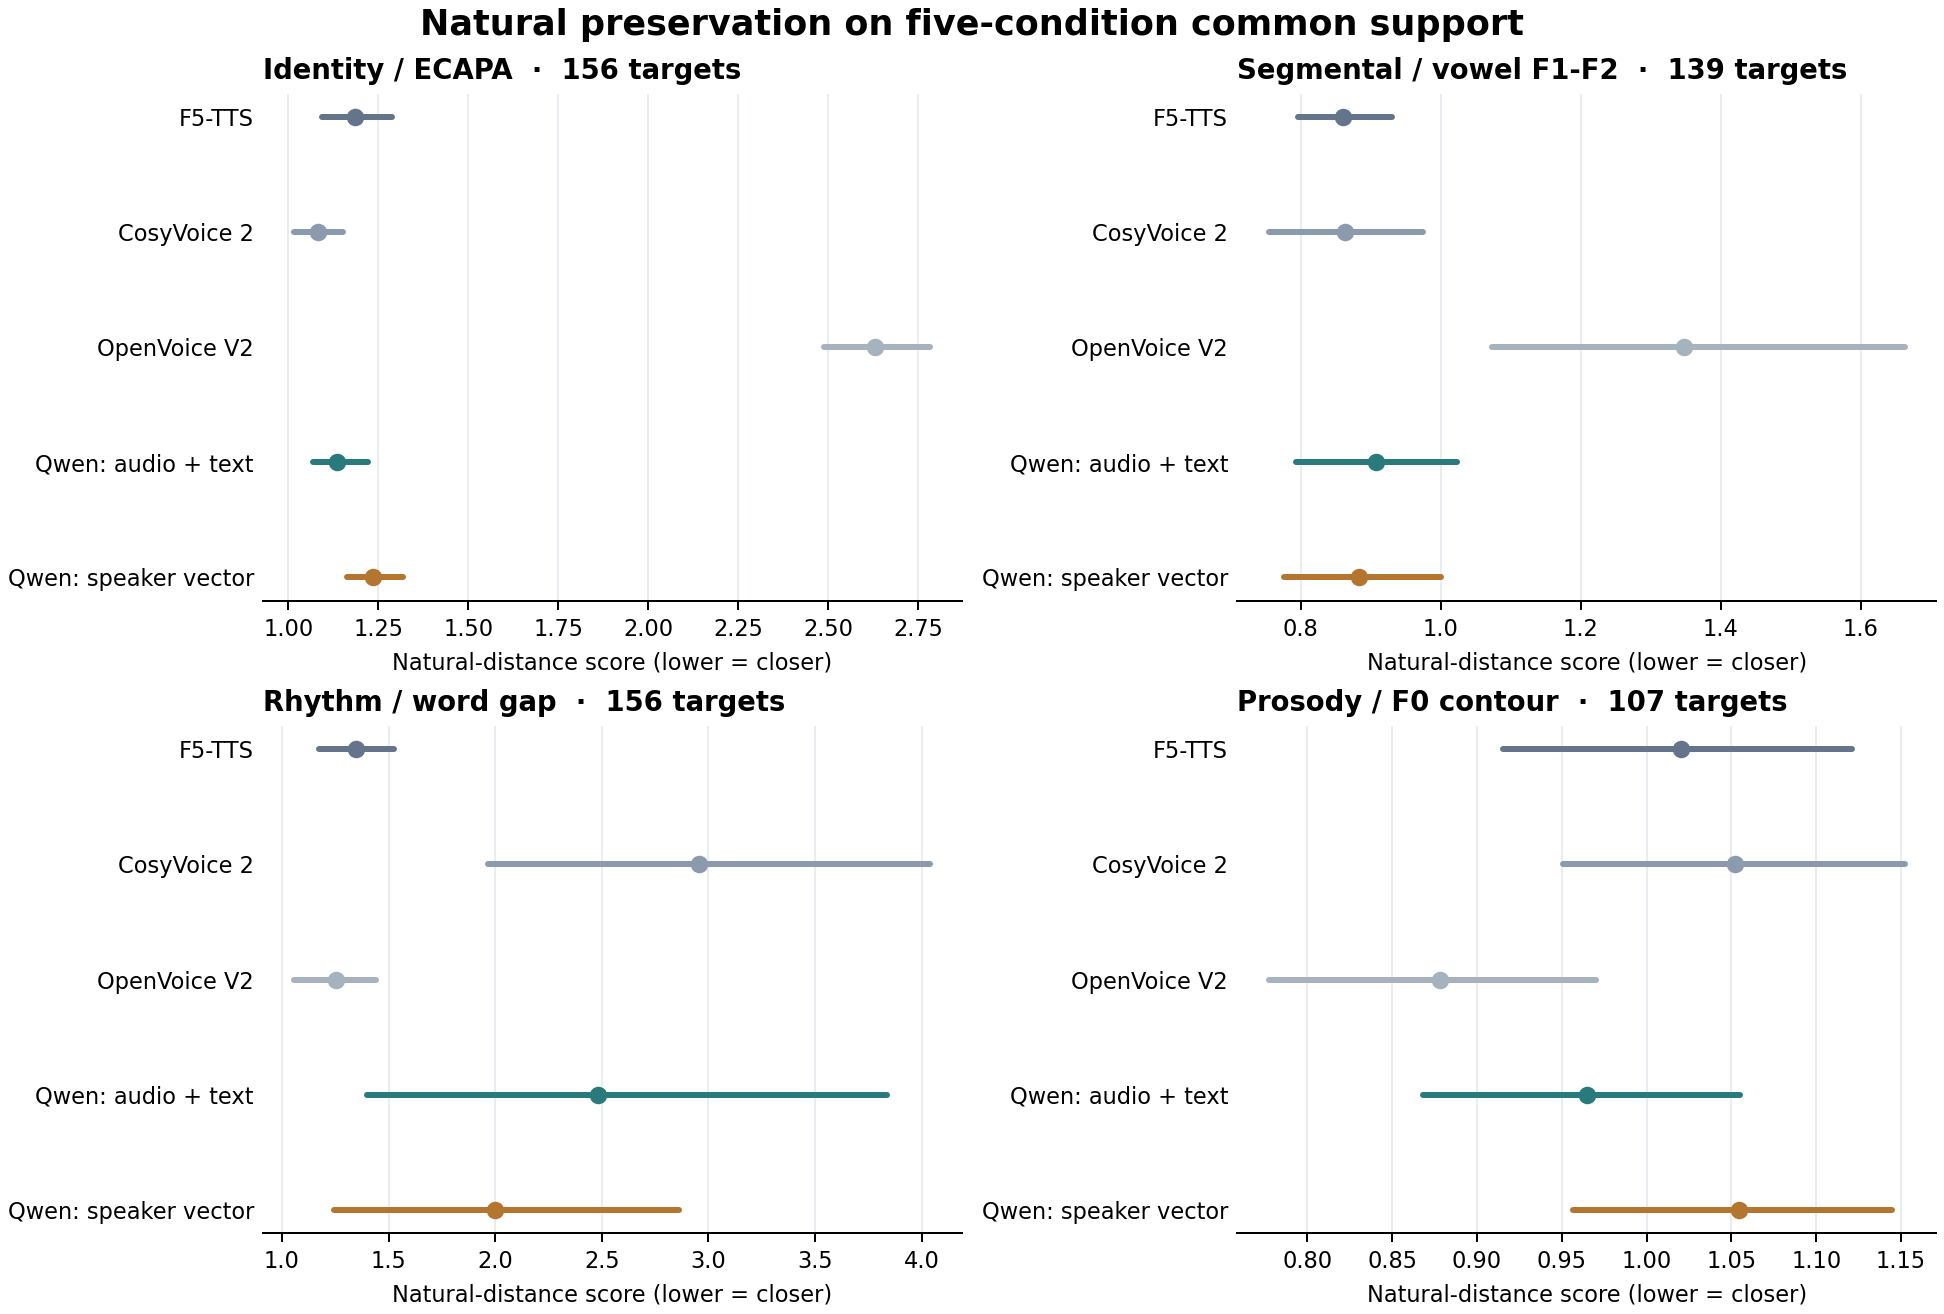 Natural preservation on five-condition common support
Identity / ECAPA · 156 targets
F5-TTS
CosyVoice 2
OpenVoice V2
Qwen: audio + text
Qwen: speaker vector
1.00 1.25 1.50 1.75 2.00 2.25 2.50 2.75
Natural-distance score (lower = closer)
Segmental / vowel F1-F2 · 139 targets
F5-TTS
CosyVoice 2
OpenVoice V2
Qwen: audio + text
Qwen: speaker vector
0.8 1.0 1.2 1.4 1.6
Natural-distance score (lower = closer)
Rhythm / word gap · 156 targets
F5-TTS
CosyVoice 2
OpenVoice V2
Qwen: audio + text
Qwen: speaker vector
1.0 1.5 2.0 2.5 3.0 3.5 4.0
Natural-distance score (lower = closer)
Prosody / F0 contour · 107 targets
F5-TTS
CosyVoice 2
OpenVoice V2
Qwen: audio + text
Qwen: speaker vector
0.80 0.85 0.90 0.95 1.00 1.05 1.10 1.15
Natural-distance score (lower = closer)